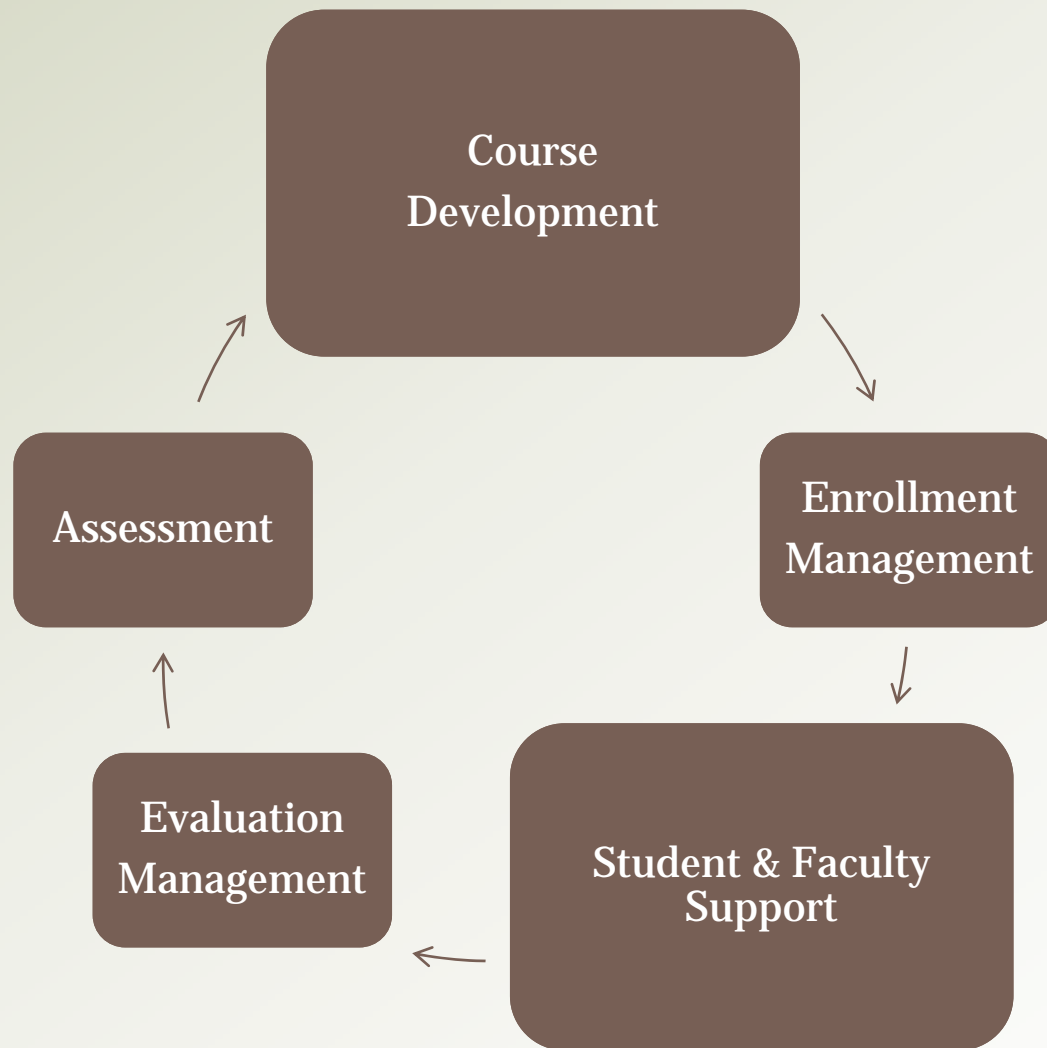 Course
Development
Enrollment
Management
Student & Faculty
Support
Evaluation
Management
Assessment